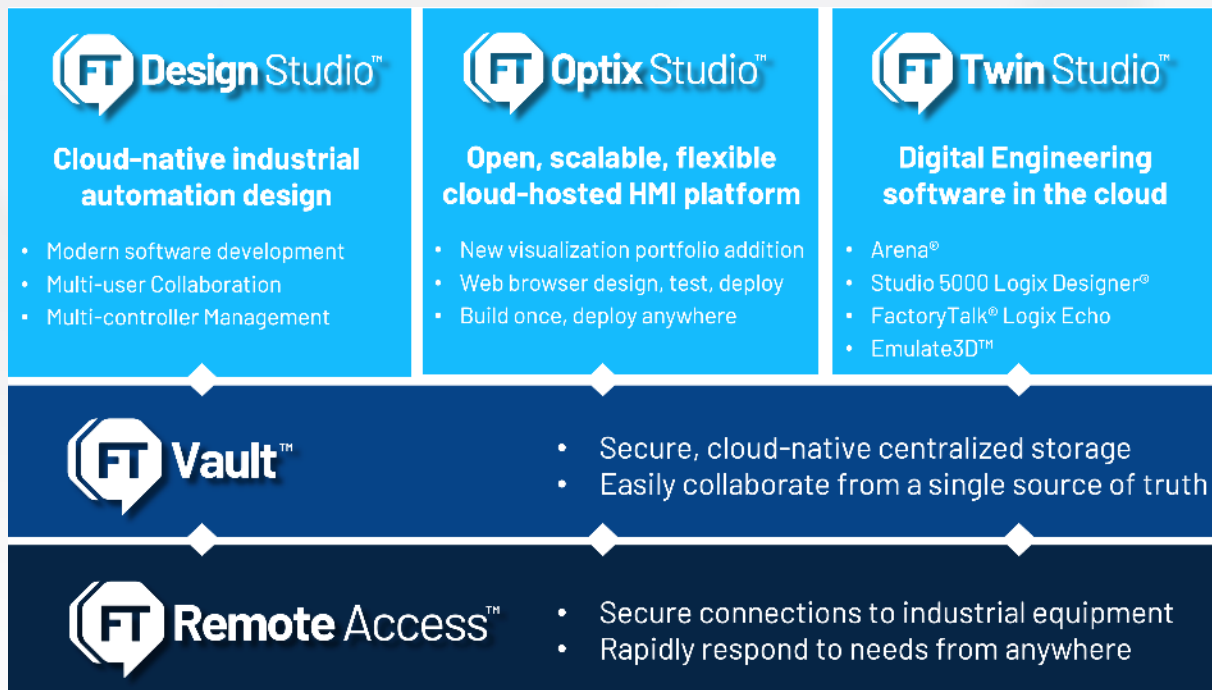 FT Design Studio™
Cloud-native industrial
automation design
• Modern software development
• Multi-user Collaboration
• Multi-controller Management
FT Optix Studio™
Open, scalable, flexible
cloud-hosted HMI platform
• New visualization portfolio addition
• Web browser design, test, deploy
• Build once, deploy anywhere
FT Twin Studio™
Digital Engineering
software in the cloud
• Arena®
• Studio 5000 Logix Designer®
• FactoryTalk® Logix Echo
• Emulate3D™
FT Vault™
• Secure, cloud-native centralized storage
• Easily collaborate from a single source of truth
FT Remote Access™
• Secure connections to industrial equipment
• Rapidly respond to needs from anywhere